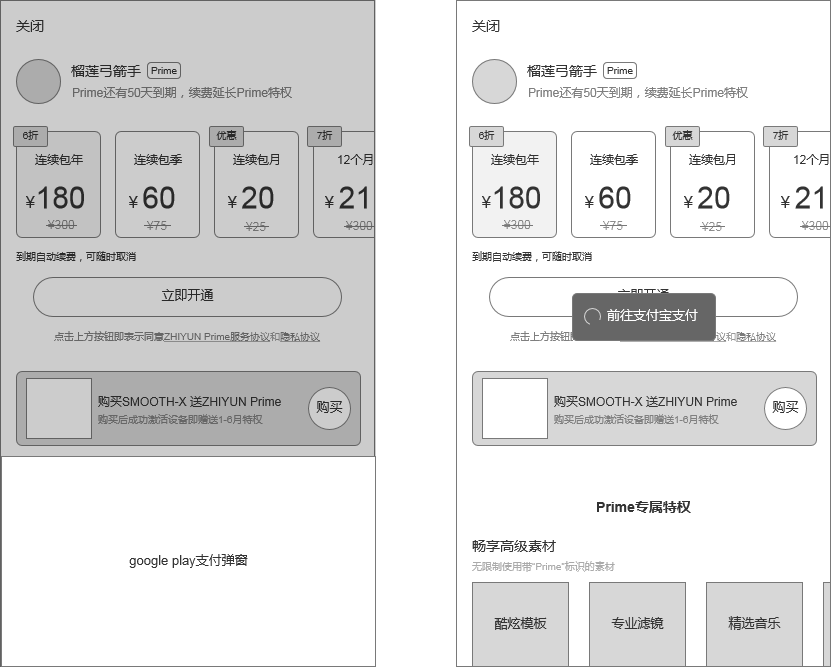 关闭
榴莲弓箭手 Prime
Prime还有50天到期，续费延长Prime特权
6折 优惠 7折
连续包年 连续包季 连续包月 12个月
¥180 ¥60 ¥20 ¥21
¥300 ¥75 ¥25 ¥300
到期自动续费，可随时取消
立即开通
点击上方按钮即表示同意ZHIYUN Prime服务协议和隐私协议
购买SMOOTH-X 送ZHIYUN Prime
购买后成功激活设备即赠送1-6月特权
购买
google play支付弹窗
关闭
榴莲弓箭手 Prime
Prime还有50天到期，续费延长Prime特权
6折 优惠 7折
连续包年 连续包季 连续包月 12个月
¥180 ¥60 ¥20 ¥21
¥300 ¥75 ¥25 ¥300
到期自动续费，可随时取消
立即开通
前往支付宝支付
点击上方按钮即 议和隐私协议
购买SMOOTH-X 送ZHIYUN Prime
购买后成功激活设备即赠送1-6月特权
购买
Prime专属特权
畅享高级素材
无限制使用带“Prime”标识的素材
酷炫模板 专业滤镜 精选音乐